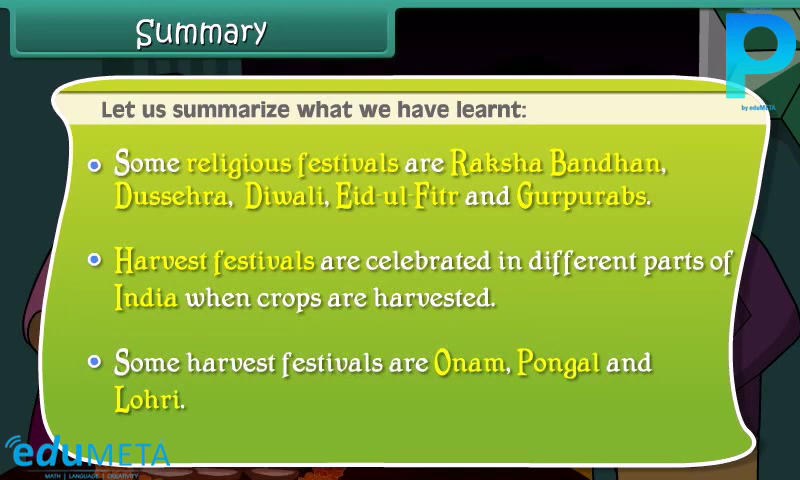 Summary
P
by eduMETA
Let us summarize what we have learnt:
Some religious festivals are Raksha Bandhan,
Dussehra, Diwali, Eid-ul-Fitr and Gurpurabs.
Harvest festivals are celebrated in different parts of
India when crops are harvested.
Some harvest festivals are Onam, Pongal and
Lohri.
eduMETA
MATH | LANGUAGE | CREATIVITY